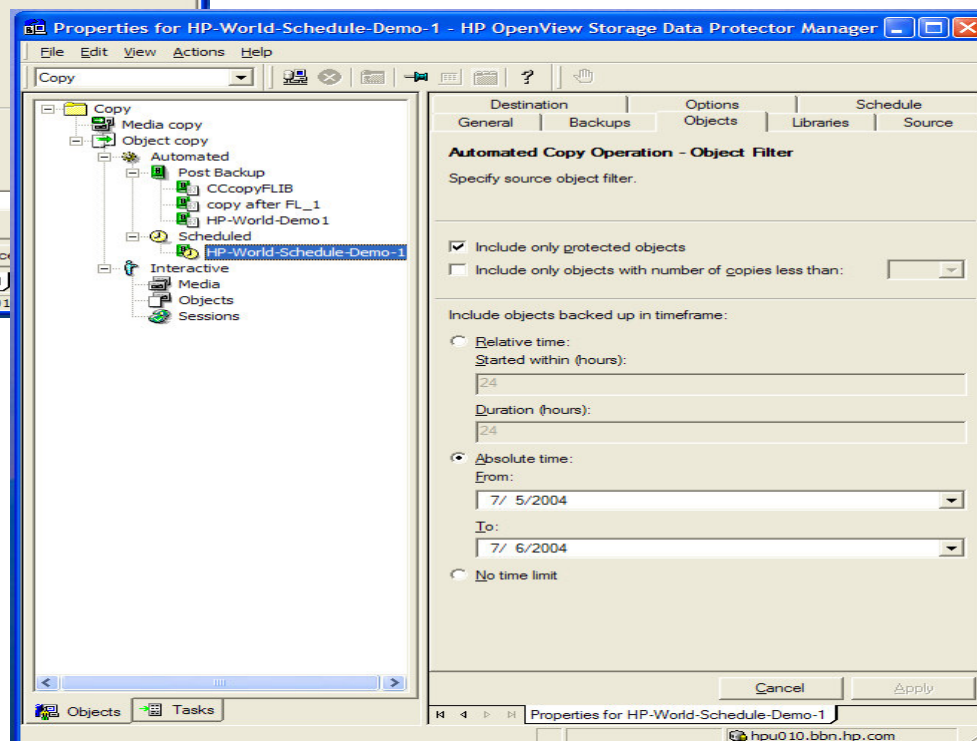 Properties for HP-World-Schedule-Demo-1 - HP OpenView Storage Data Protector Manager
File Edit View Actions Help
Copy
Copy
Media copy
Object copy
Automated
Post Backup
CCcopyFLIB
copy after FL_1
HP-World-Demo1
Scheduled
HP-World-Schedule-Demo-1
Interactive
Media
Objects
Sessions
Objects
Tasks
Destination Options Schedule
General Backups Objects Libraries Source
Automated Copy Operation - Object Filter
Specify source object filter.
Include only protected objects
Include only objects with number of copies less than:
Include objects backed up in timeframe:
Relative time:
Started within (hours):
24
Duration (hours):
24
Absolute time:
From:
7/ 5/2004
To:
7/ 6/2004
No time limit
Cancel Apply
Properties for HP-World-Schedule-Demo-1
hpu010.bbn.hp.com